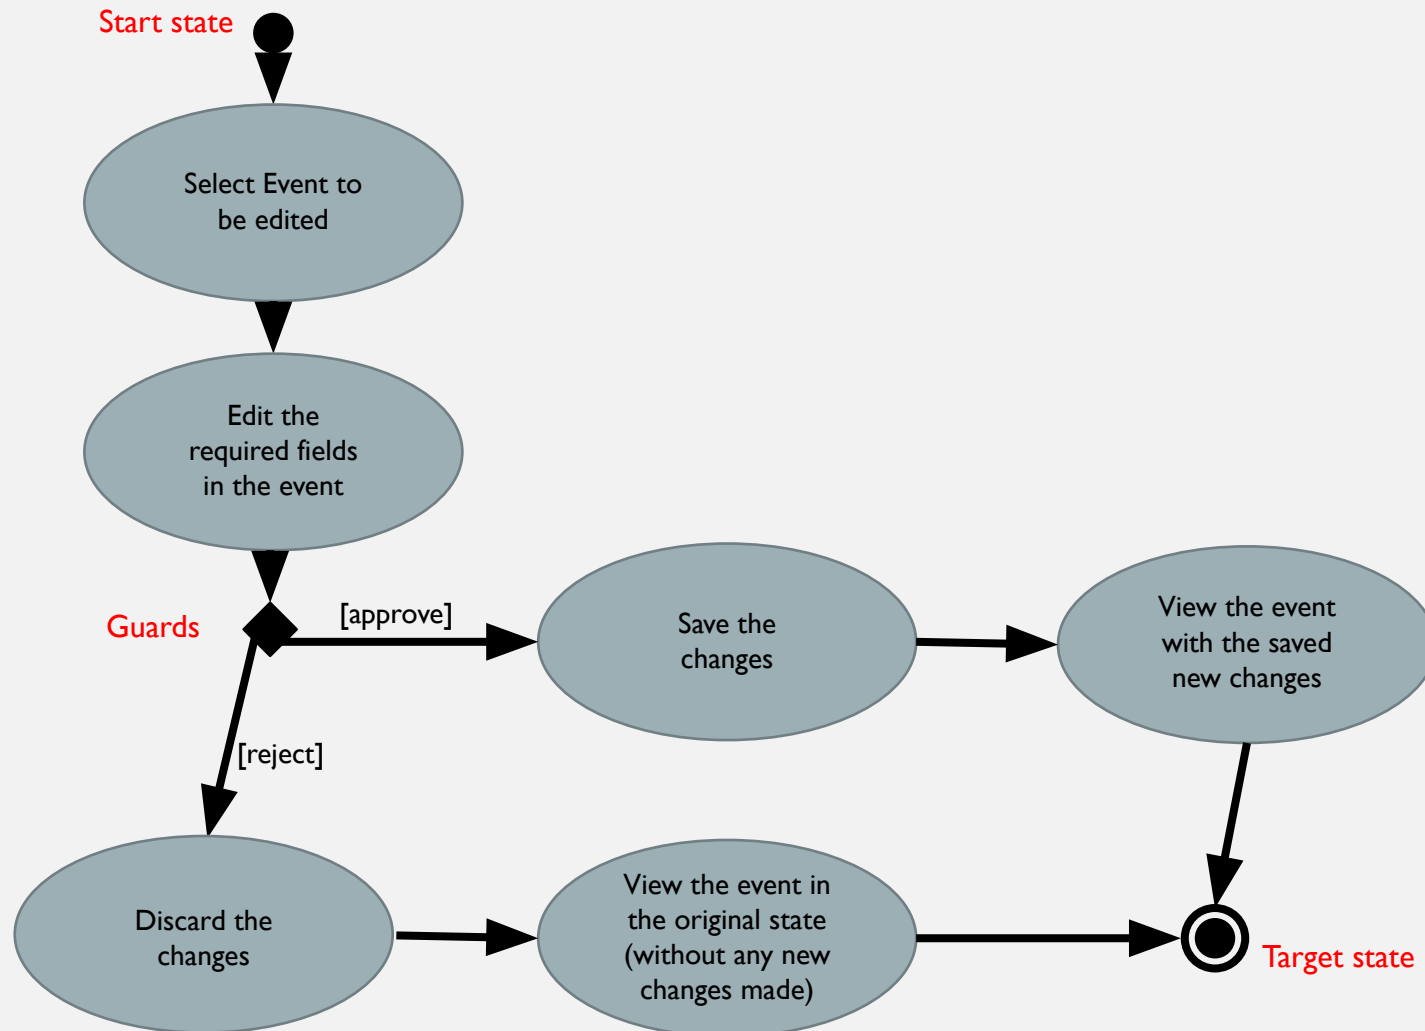 Start state
Select Event to
be edited
Edit the
required fields
in the event
Guards
[approve]
Save the
changes
View the event
with the saved
new changes
[reject]
Discard the
changes
View the event in
the original state
(without any new
changes made)
Target state